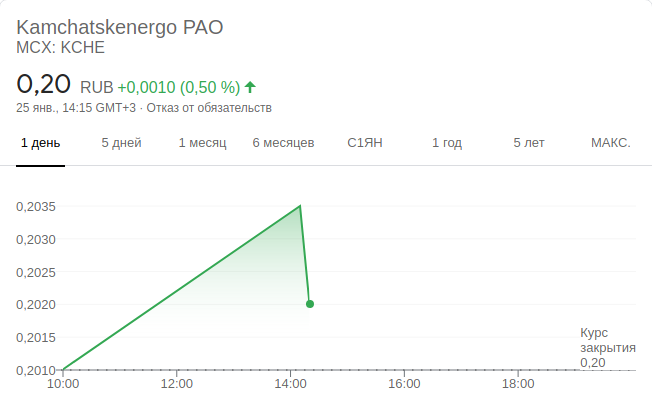 Kamchatskenergo PAO
MCX: KCHE
0,20 RUB +0,0010 (0,50 %)
25 янв., 14:15 GMT+3 · Отказ от обязательств
1 день 5 дней 1 месяц 6 месяцев С1ЯН 1 год 5 лет МАКС.
0,2035
0,2030
0,2025
0,2020
0,2015
0,2010
Курс
закрытия
0,20
10:00 12:00 14:00 16:00 18:00